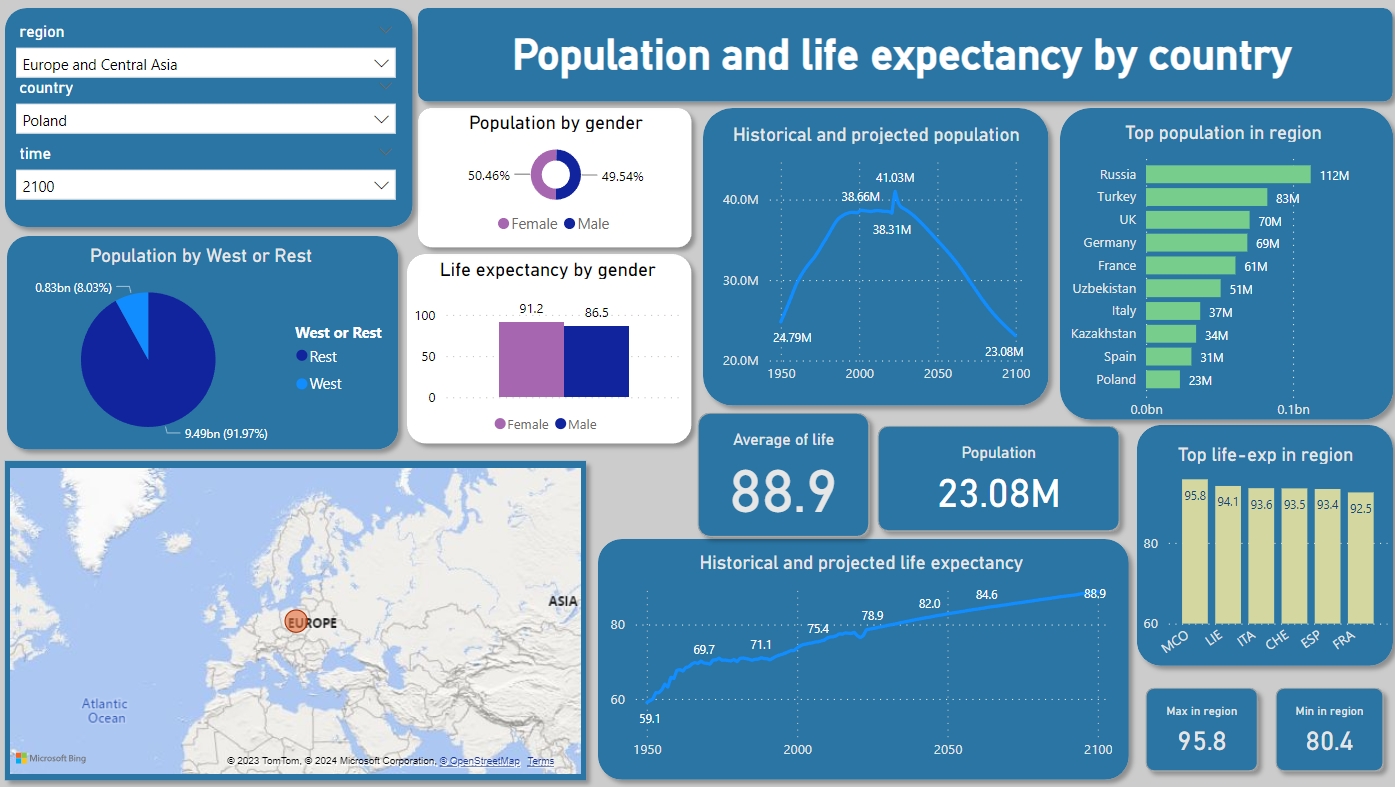 region
Europe and Central Asia
country
Poland
time
2100
Population and life expectancy by country
Population by gender
50.46%
49.54%
Female Male
Historical and projected population
41.03M
38.66M
38.31M
24.79M
23.08M
40.0M
30.0M
20.0M
1950 2000 2050 2100
Top population in region
Russia 112M
Turkey 83M
UK 70M
Germany 69M
France 61M
Uzbekistan 51M
Italy 37M
Kazakhstan 34M
Spain 31M
Poland 23M
0.0bn 0.1bn
Population by West or Rest
0.83bn (8.03%)
West or Rest
Rest
West
9.49bn (91.97%)
Life expectancy by gender
91.2 86.5
100
50
0
Female Male
Average of life
88.9
Population
23.08M
Top life-exp in region
95.8 94.1 93.6 93.5 93.4 92.5
80
60
MCO LIE ITA CHE ESP FRA
ASIA
EUROPE
Atlantic
Ocean
Microsoft Bing
© 2023 TomTom, © 2024 Microsoft Corporation, © OpenStreetMap Terms
Historical and projected life expectancy
59.1 69.7 71.1 75.4 78.9 82.0 84.6 88.9
80
60
1950 2000 2050 2100
Max in region
95.8
Min in region
80.4